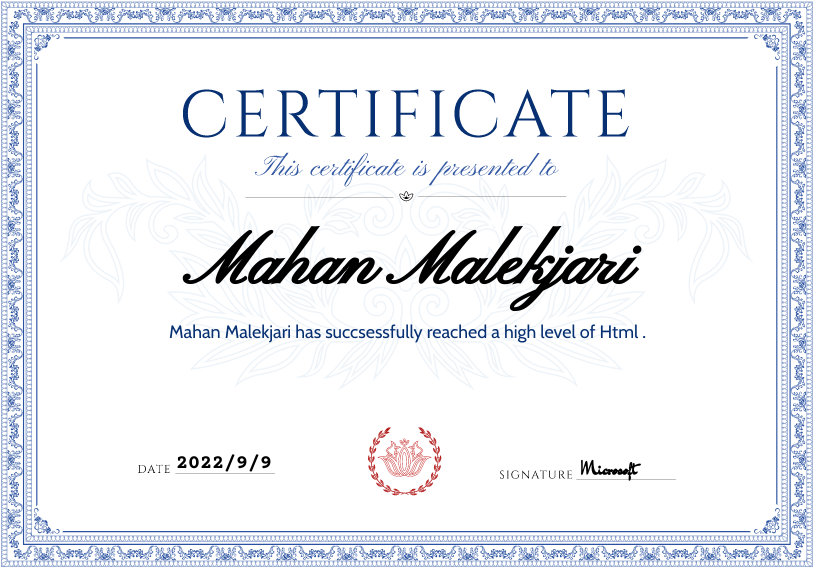 CERTIFICATE
This certificate is presented to
Mahan Malekjari
Mahan Malekjari has succsessfully reached a high level of Html .
DATE 2022/9/9
SIGNATURE Microsoft